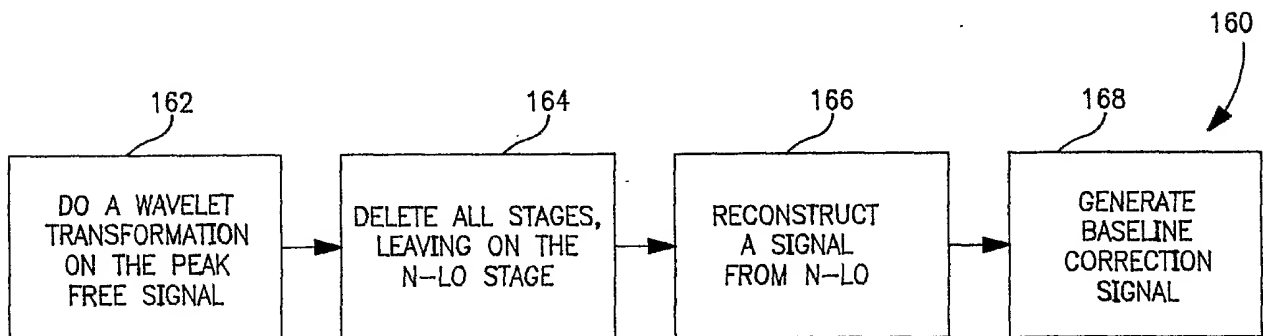 160
162
164
166
168
DO A WAVELET
TRANSFORMATION
ON THE PEAK
FREE SIGNAL
DELETE ALL STAGES,
LEAVING ON THE
N-LO STAGE
RECONSTRUCT
A SIGNAL
FROM N-LO
GENERATE
BASELINE
CORRECTION
SIGNAL